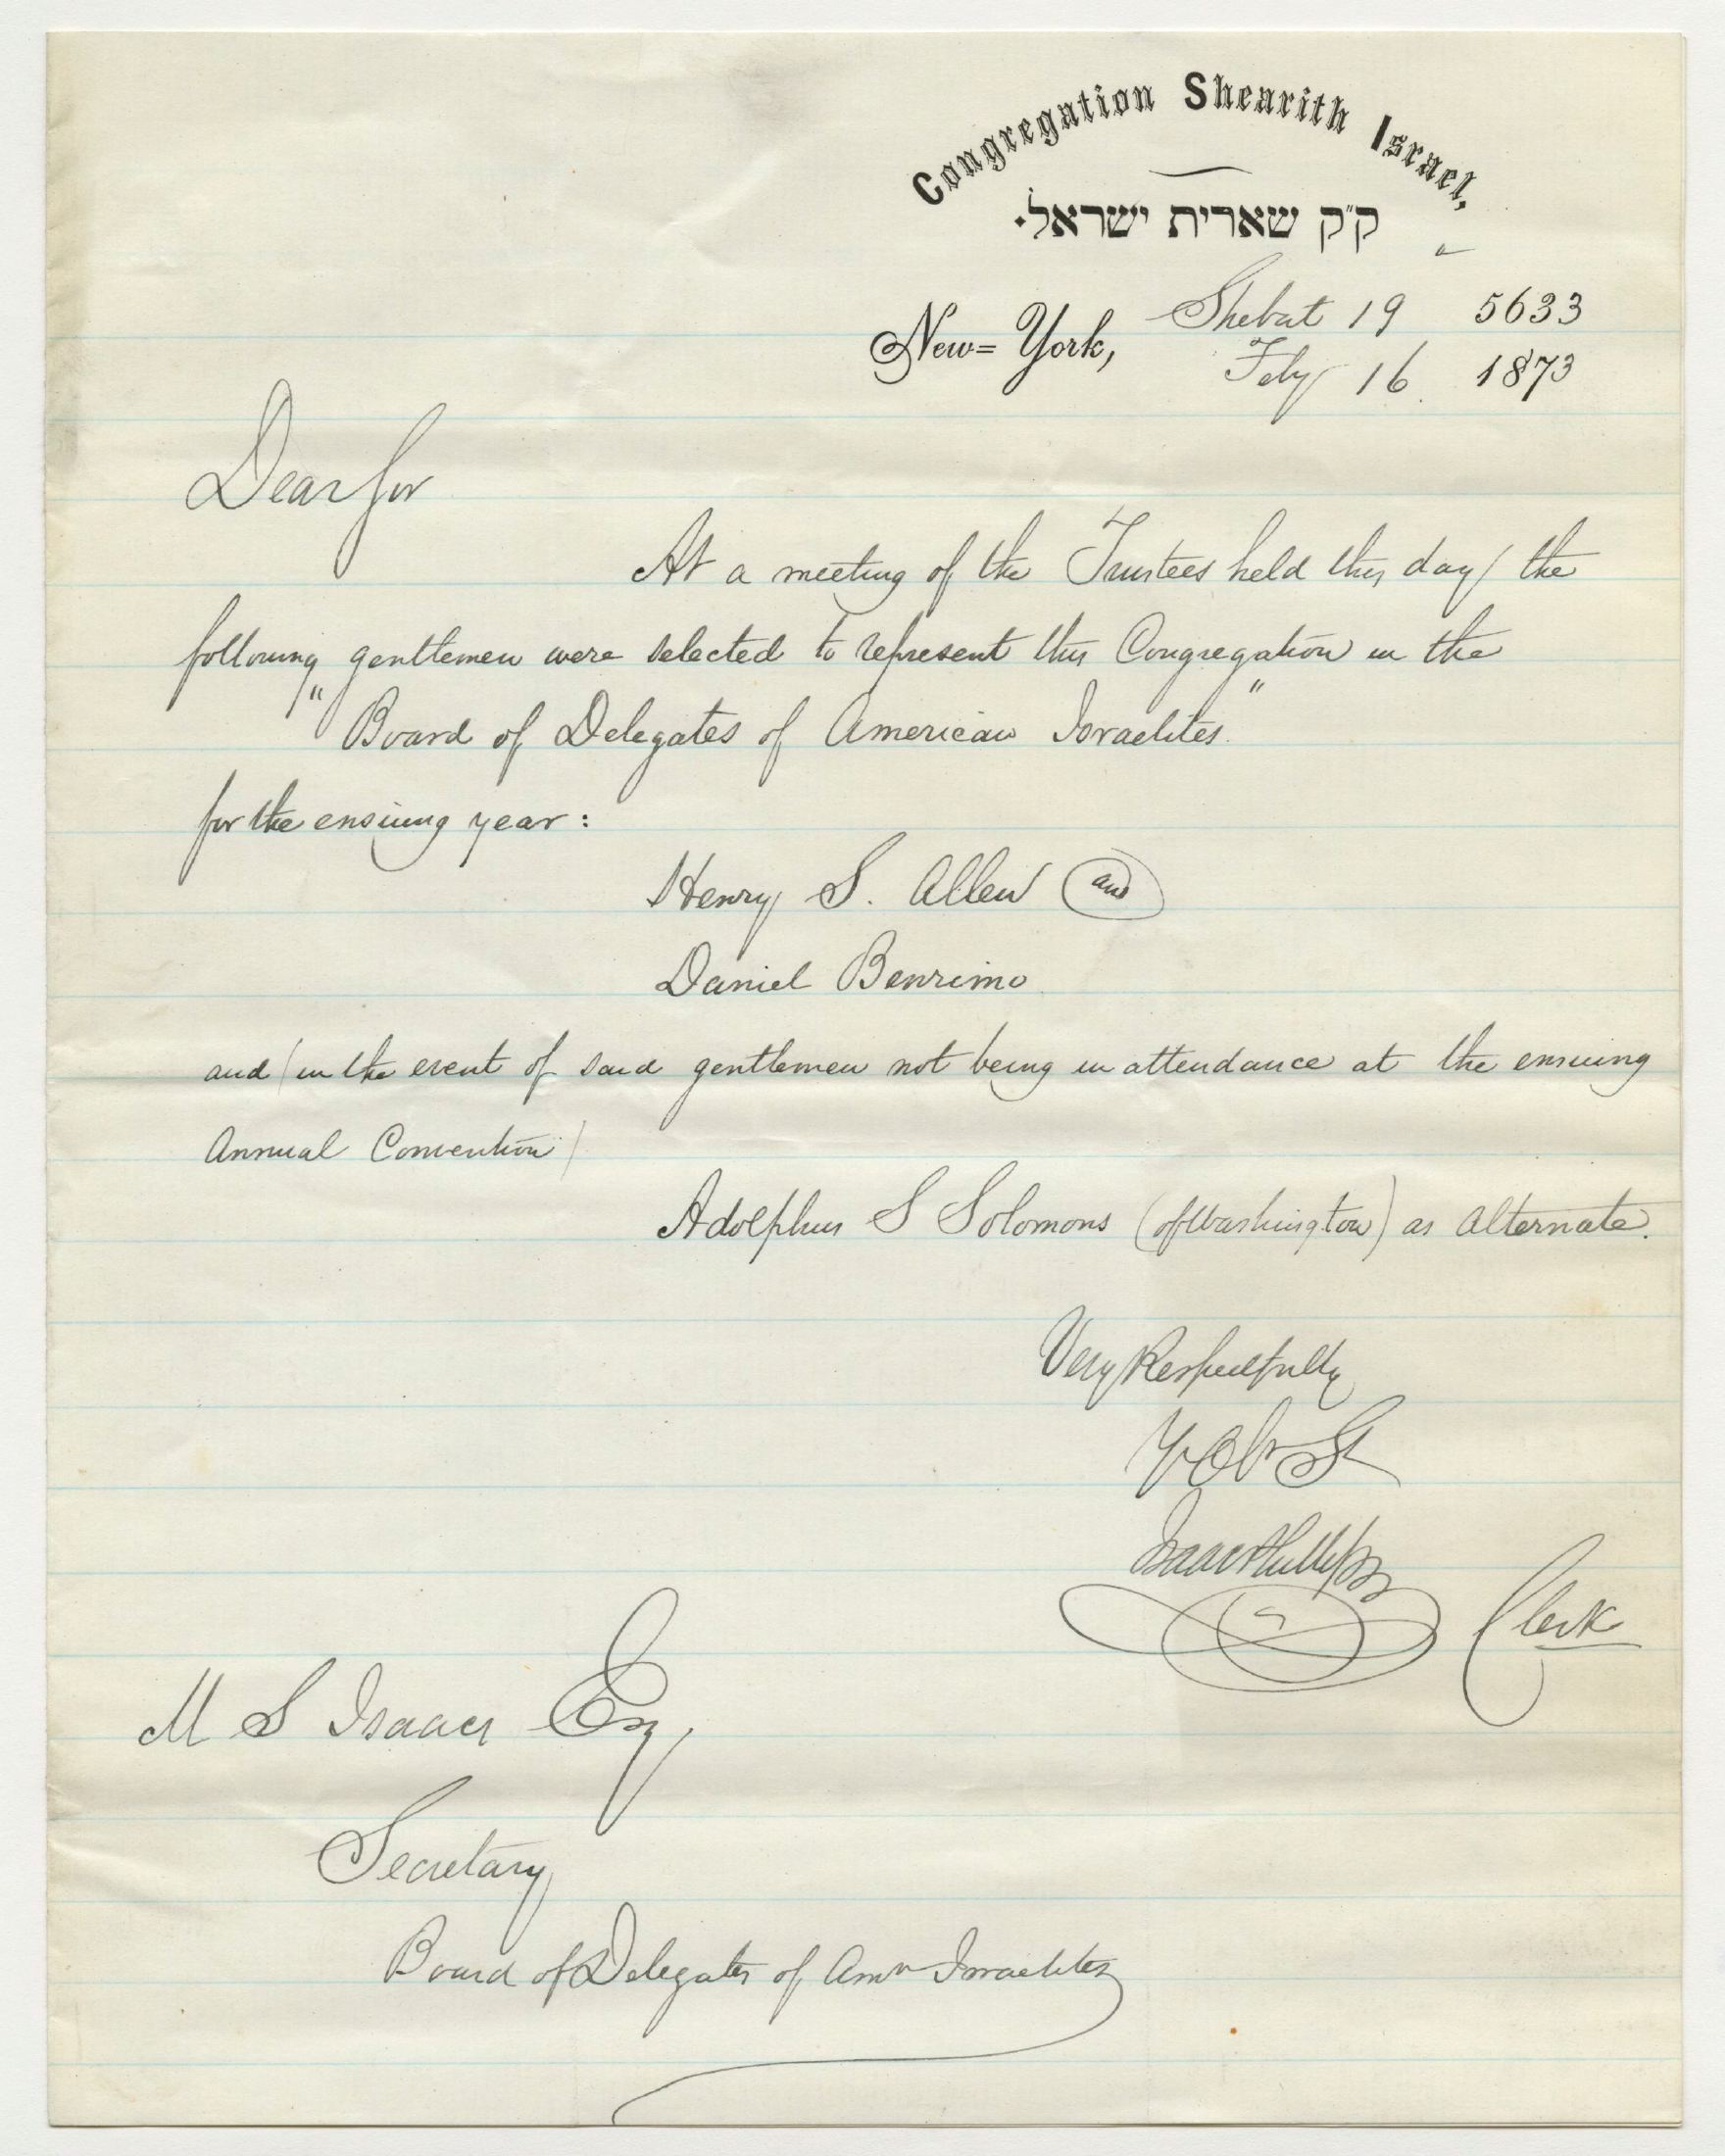 Congregation Shearith Israel,
ק"ק שארית ישראל.
New=York, Shebat 19 5633
Feby 16 1873
Dear Sir
At a meeting of the Trustees held this day / the
following gentlemen were selected to represent this Congregation in the
"Board of Delegates of American Israelites."
for the ensuing year:
Henry S. Allen and
Daniel Benrimo
and (in the event of said gentlemen not being in attendance at the ensuing
Annual Convention)
Adolphus S Solomons (of Washington) as alternate.
Very Respectfully
Y Obt St
Isaac Phillips
Clerk
M S Isaacs Esq,
Secretary
Board of Delegates of Amn Israelites